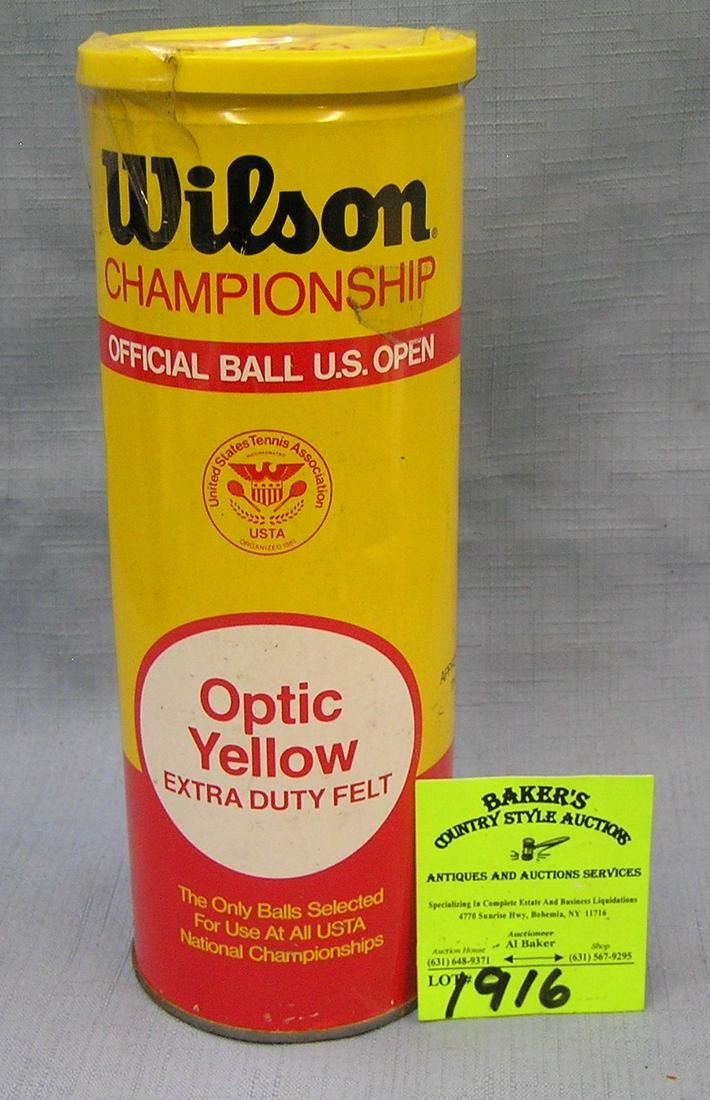 Wilson®
CHAMPIONSHIP
OFFICIAL BALL U.S. OPEN
United States Tennis Association
INCORPORATED
USTA
ORGANIZED 1881
Optic
Yellow
EXTRA DUTY FELT
The Only Balls Selected
For Use At All USTA
National Championships
BAKER'S
COUNTRY STYLE AUCTIONS
ANTIQUES AND AUCTIONS SERVICES
Specializing In Complete Estate And Business Liquidations
4770 Sunrise Hwy, Bohemia, NY 11716
Auctioneer
Auction House Al Baker Shop
(631) 648-9371 (631) 567-9295
LOT# 1916